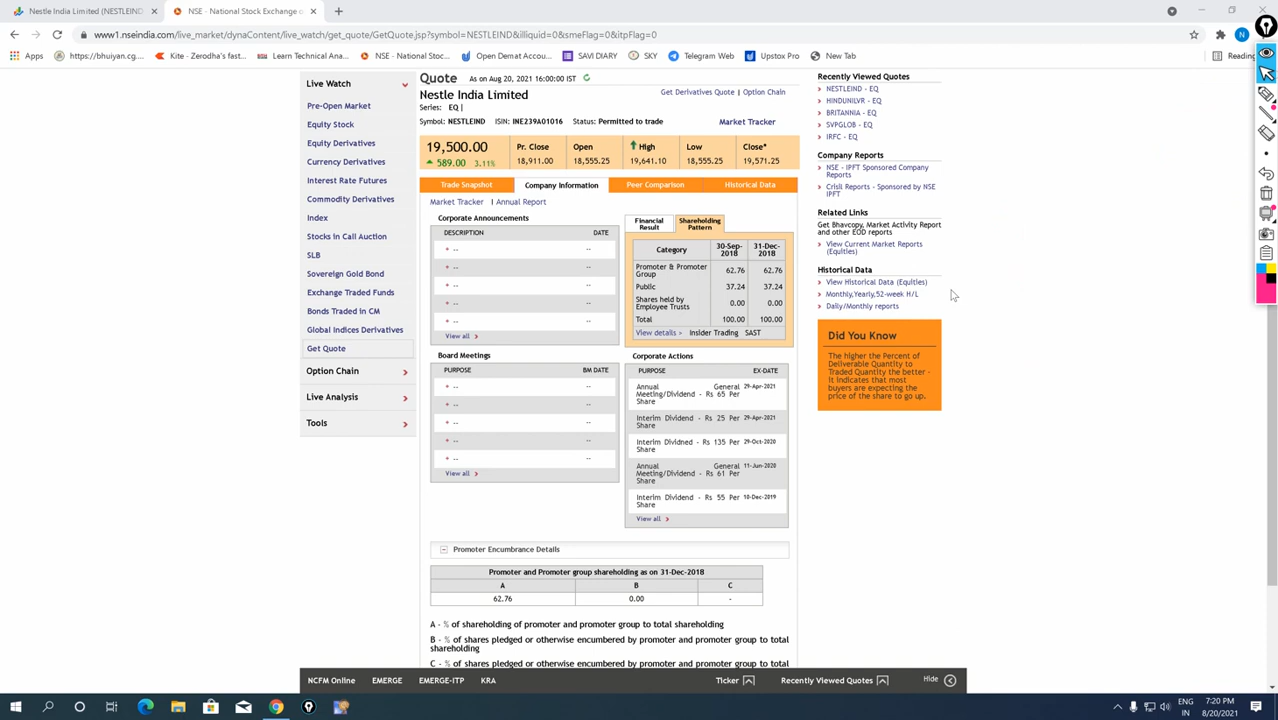 Nestle India Limited (NESTLEIND)
NSE - National Stock Exchange o
www1.nseindia.com/live_market/dynaContent/live_watch/get_quote/GetQuote.jsp?symbol=NESTLEIND&illiquid=0&smeFlag=0&itpFlag=0
N
Apps
https://bhuiyan.cg....
Kite - Zerodha's fast...
Learn Technical Ana...
NSE - National Stoc...
Open Demat Accou...
SAVI DIARY
SKY
Telegram Web
Upstox Pro
New Tab
Reading
Live Watch
Pre-Open Market
Equity Stock
Equity Derivatives
Currency Derivatives
Interest Rate Futures
Commodity Derivatives
Index
Stocks in Call Auction
SLB
Sovereign Gold Bond
Exchange Traded Funds
Bonds Traded in CM
Global Indices Derivatives
Get Quote
Option Chain
Live Analysis
Tools
Quote As on Aug 20, 2021 16:00:00 IST
Nestle India Limited
Get Derivatives Quote | Option Chain
Series: EQ |
Symbol: NESTLEIND ISIN: INE239A01016 Status: Permitted to trade
Market Tracker
19,500.00 Pr. Close Open High Low Close*
589.00 3.11% 18,911.00 18,555.25 19,641.10 18,555.25 19,571.25
Trade Snapshot Company Information Peer Comparison Historical Data
Market Tracker | Annual Report
Corporate Announcements
DESCRIPTION DATE
-- --
-- --
-- --
-- --
-- --
View all
Financial Result
Shareholding Pattern
Category 30-Sep-2018 31-Dec-2018
Promoter & Promoter Group 62.76 62.76
Public 37.24 37.24
Shares held by Employee Trusts 0.00 0.00
Total 100.00 100.00
View details > Insider Trading SAST
Board Meetings
PURPOSE BM DATE
-- --
-- --
-- --
-- --
-- --
View all
Corporate Actions
PURPOSE EX-DATE
Annual General 29-Apr-2021
Meeting/Dividend - Rs 65 Per
Share
Interim Dividend - Rs 25 Per 29-Apr-2021
Share
Interim Dividned - Rs 135 Per 29-Oct-2020
Share
Annual General 11-Jun-2020
Meeting/Dividend - Rs 61 Per
Share
Interim Dividend - Rs 55 Per 10-Dec-2019
Share
View all
Promoter Encumbrance Details
Promoter and Promoter group shareholding as on 31-Dec-2018
A B C
62.76 0.00 -
A - % of shareholding of promoter and promoter group to total shareholding
B - % of shares pledged or otherwise encumbered by promoter and promoter group to total
shareholding
C - % of shares pledged or otherwise encumbered by promoter and promoter group to total
Recently Viewed Quotes
NESTLEIND - EQ
HINDUNILVR - EQ
BRITANNIA - EQ
SVPGLOB - EQ
IRFC - EQ
Company Reports
NSE - IPFT Sponsored Company
Reports
Crisil Reports - Sponsored by NSE
IPFT
Related Links
Get Bhavcopy, Market Activity Report
and other EOD reports
View Current Market Reports
(Equities)
Historical Data
View Historical Data (Equities)
Monthly,Yearly,52-week H/L
Daily/Monthly reports
Did You Know
The higher the Percent of
Deliverable Quantity to
Traded Quantity the better -
it indicates that most
buyers are expecting the
price of the share to go up.
NCFM Online EMERGE EMERGE-ITP KRA
Ticker Recently Viewed Quotes Hide
ENG
IN
7:20 PM
8/20/2021